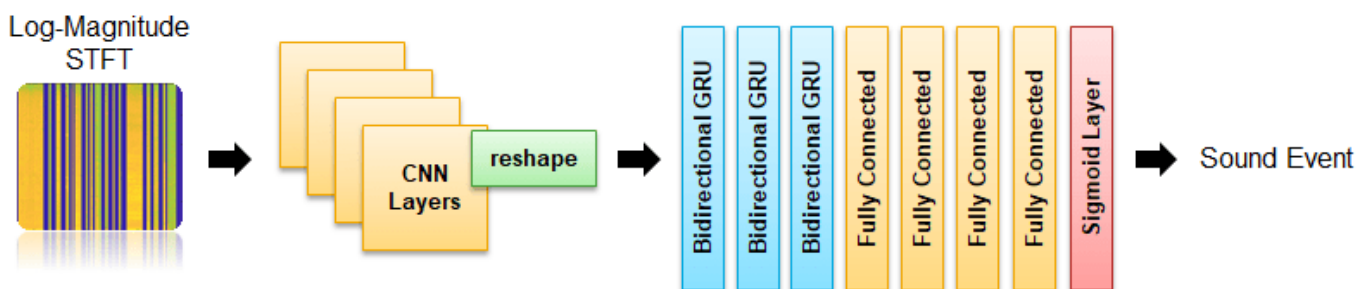 Log-Magnitude
STFT
CNN
Layers
reshape
Bidirectional GRU
Bidirectional GRU
Bidirectional GRU
Fully Connected
Fully Connected
Fully Connected
Fully Connected
Sigmoid Layer
Sound Event